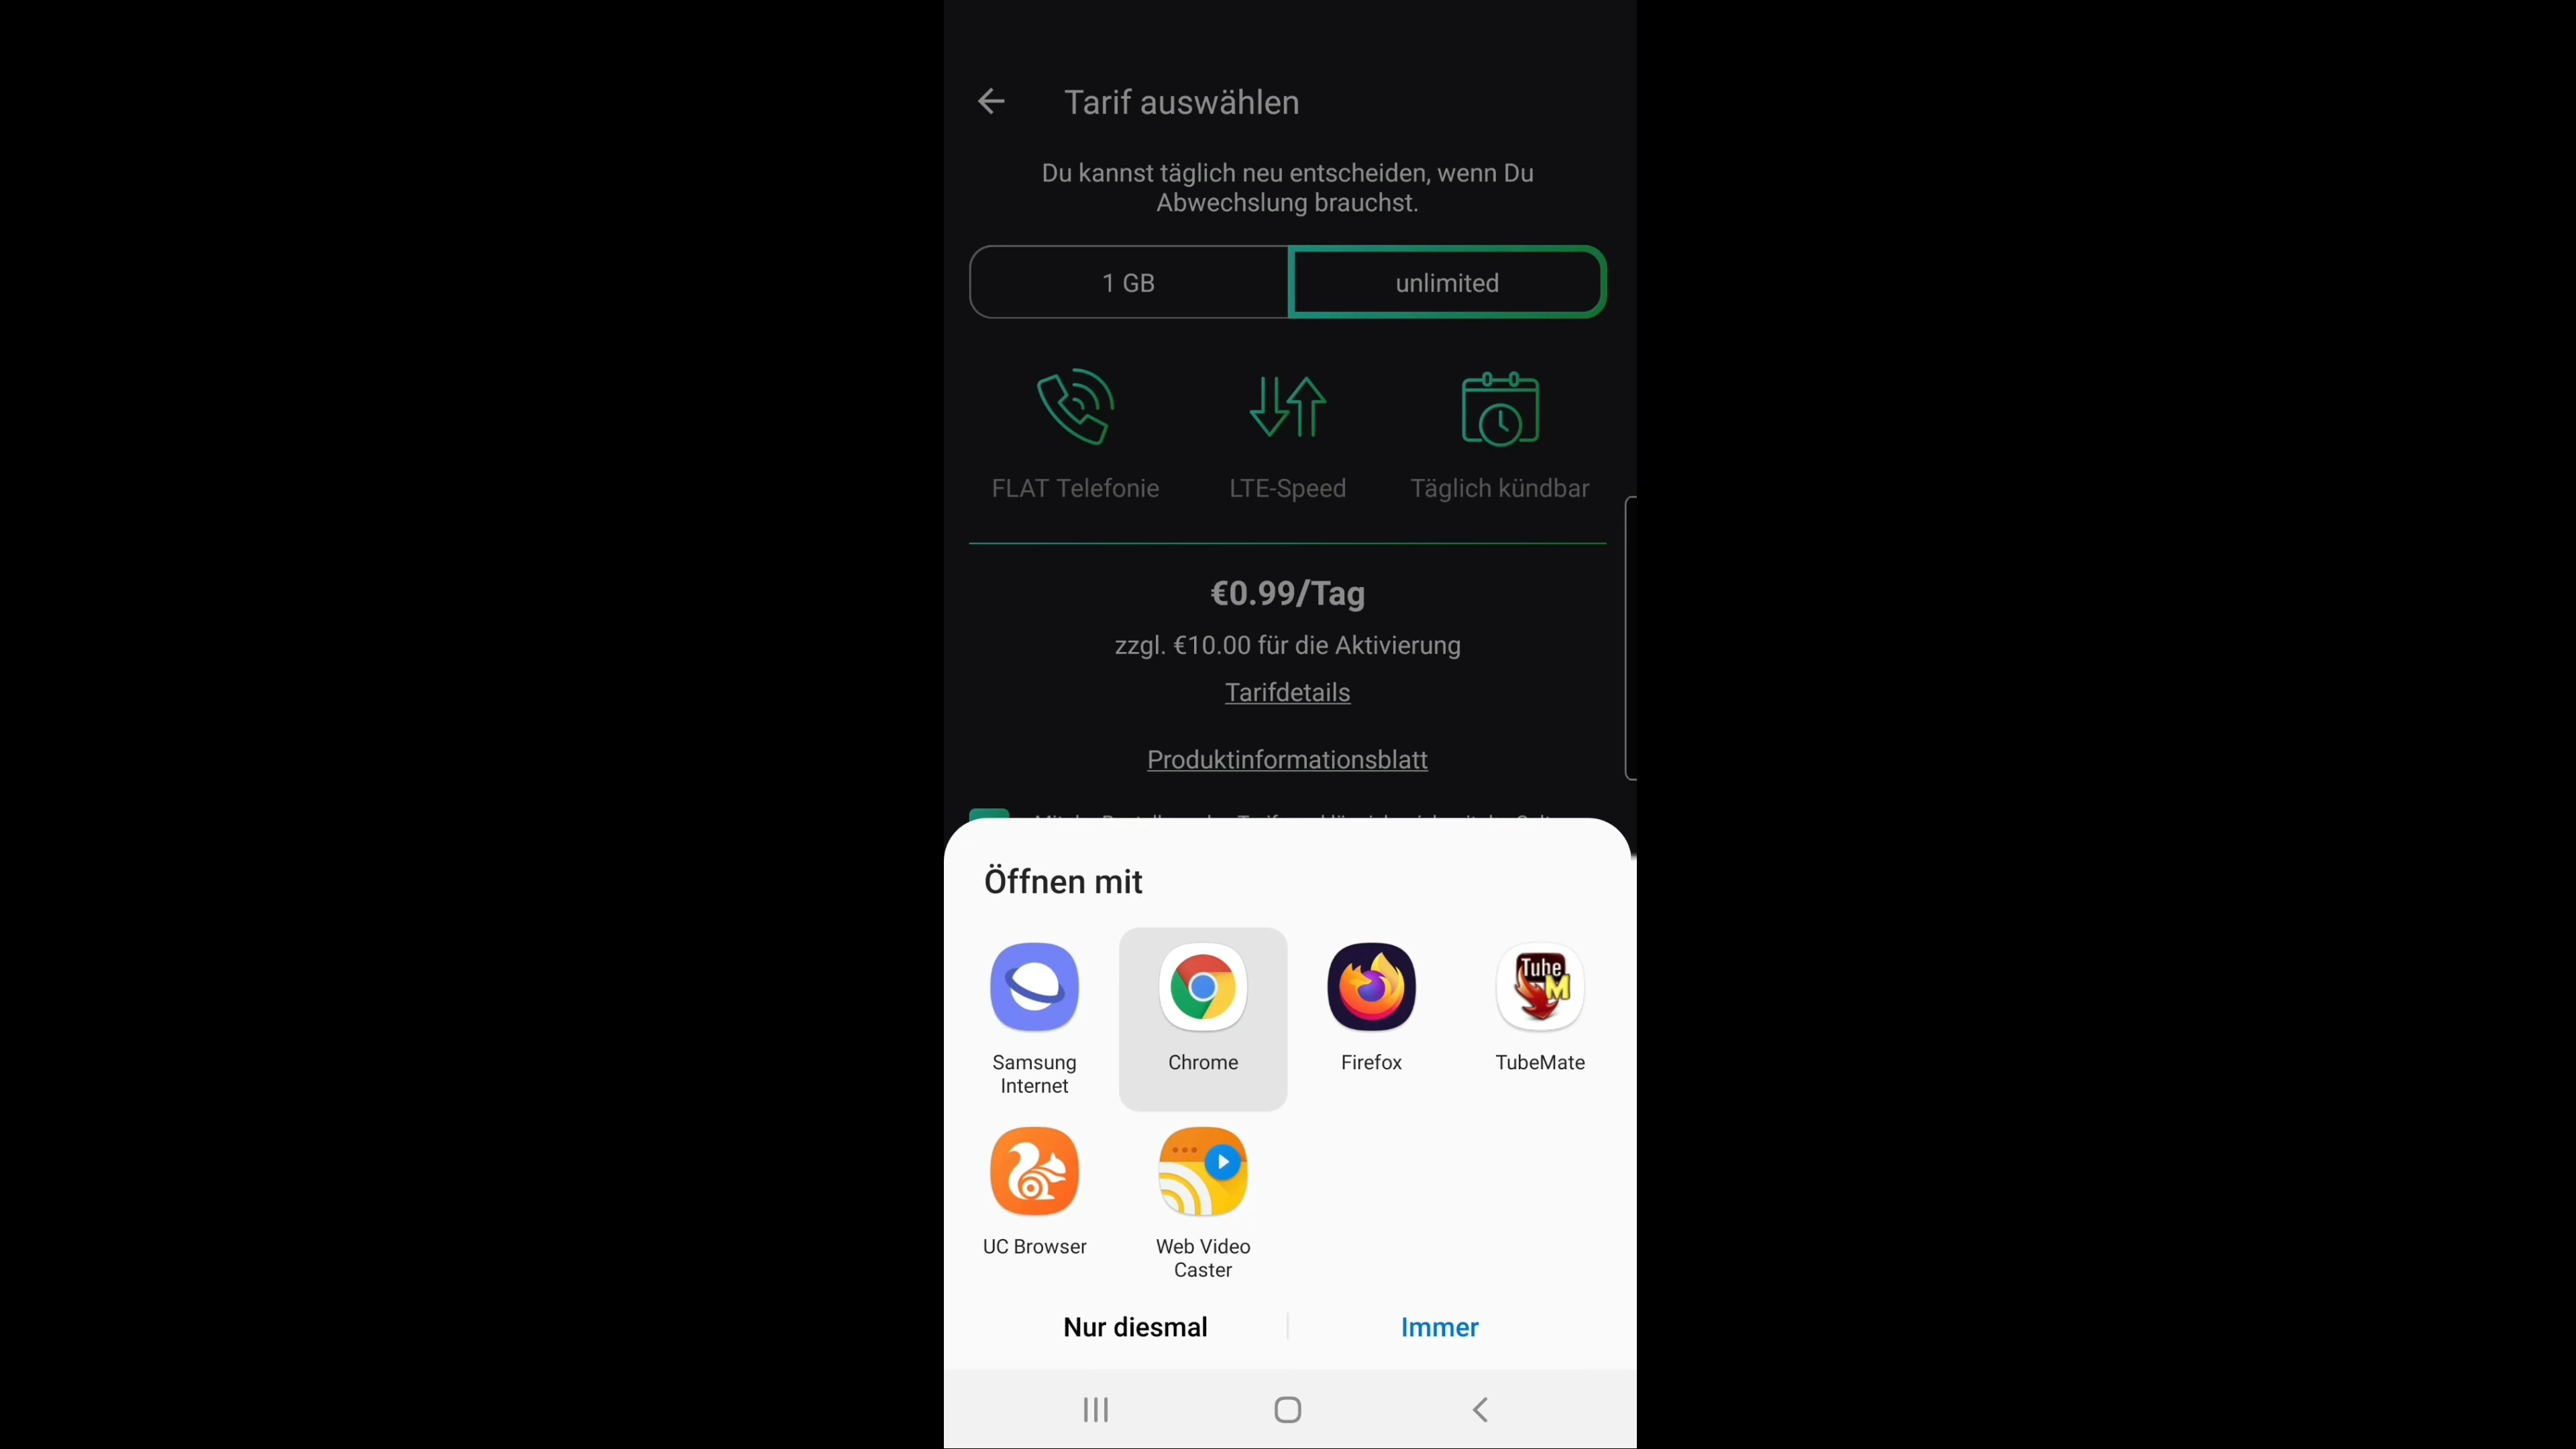 Tarif auswählen
Du kannst täglich neu entscheiden, wenn Du
Abwechslung brauchst.
1 GB
unlimited
FLAT Telefonie
LTE-Speed
Täglich kündbar
€0.99/Tag
zzgl. €10.00 für die Aktivierung
Tarifdetails
Produktinformationsblatt
Öffnen mit
Tube
M
Samsung
Internet
Chrome
Firefox
TubeMate
UC Browser
Web Video
Caster
Nur diesmal
Immer